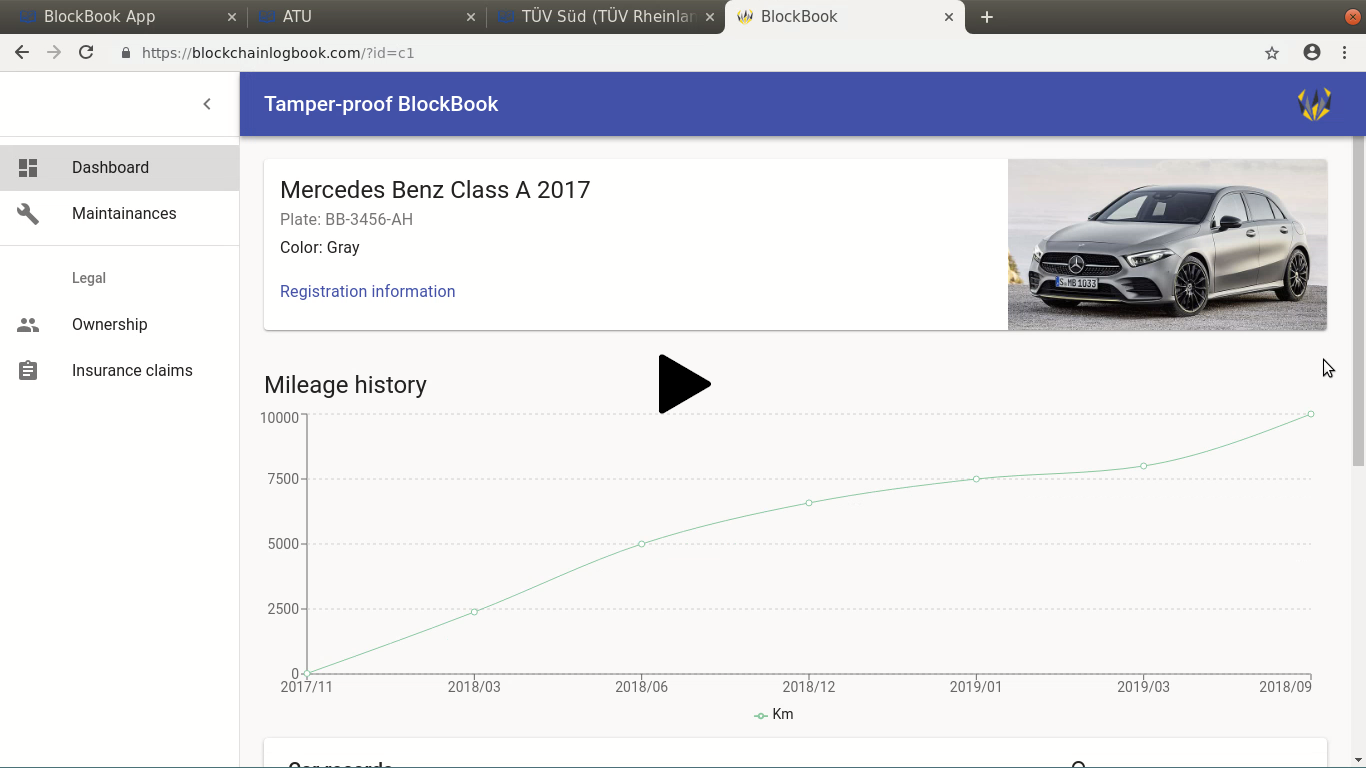 BlockBook App
ATU
TÜV Süd (TÜV Rheinlan
BlockBook
https://blockchainlogbook.com/?id=c1
Tamper-proof BlockBook
Dashboard
Maintainances
Legal
Ownership
Insurance claims
Mercedes Benz Class A 2017
Plate: BB-3456-AH
Color: Gray
Registration information
S MB 1033
Mileage history
10000
7500
5000
2500
0
2017/11
2018/03
2018/06
2018/12
2019/01
2019/03
2018/09
Km
Car records